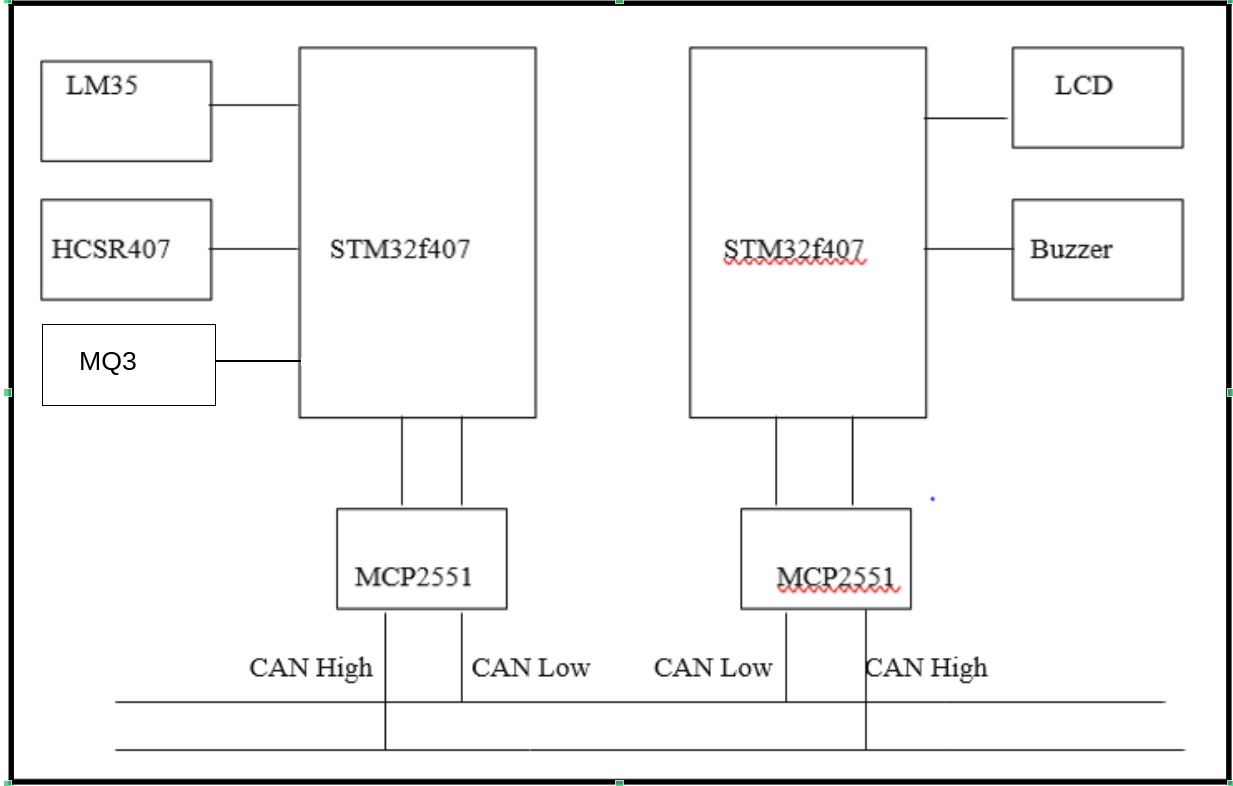 LM35
LCD
HCSR407
STM32f407
STM32f407
Buzzer
MQ3
MCP2551
MCP2551
CAN High
CAN Low
CAN Low
CAN High